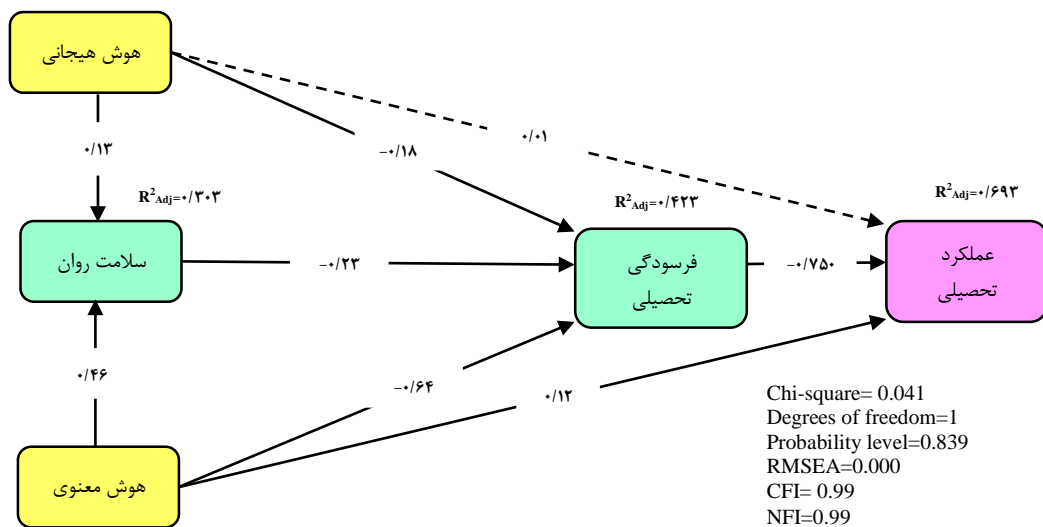 هوش هیجانی
۰/۰۱
۰/۱۳
−۰/۱۸
R²Adj=۰/۳۰۳
R²Adj=۰/۴۲۳
R²Adj=۰/۶۹۳
سلامت روان
−۰/۲۳
فرسودگی
تحصیلی
−۰/۷۵۰
عملکرد
تحصیلی
۰/۴۶
−۰/۶۴
۰/۱۲
هوش معنوی
Chi-square= 0.041
Degrees of freedom=1
Probability level=0.839
RMSEA=0.000
CFI= 0.99
NFI=0.99